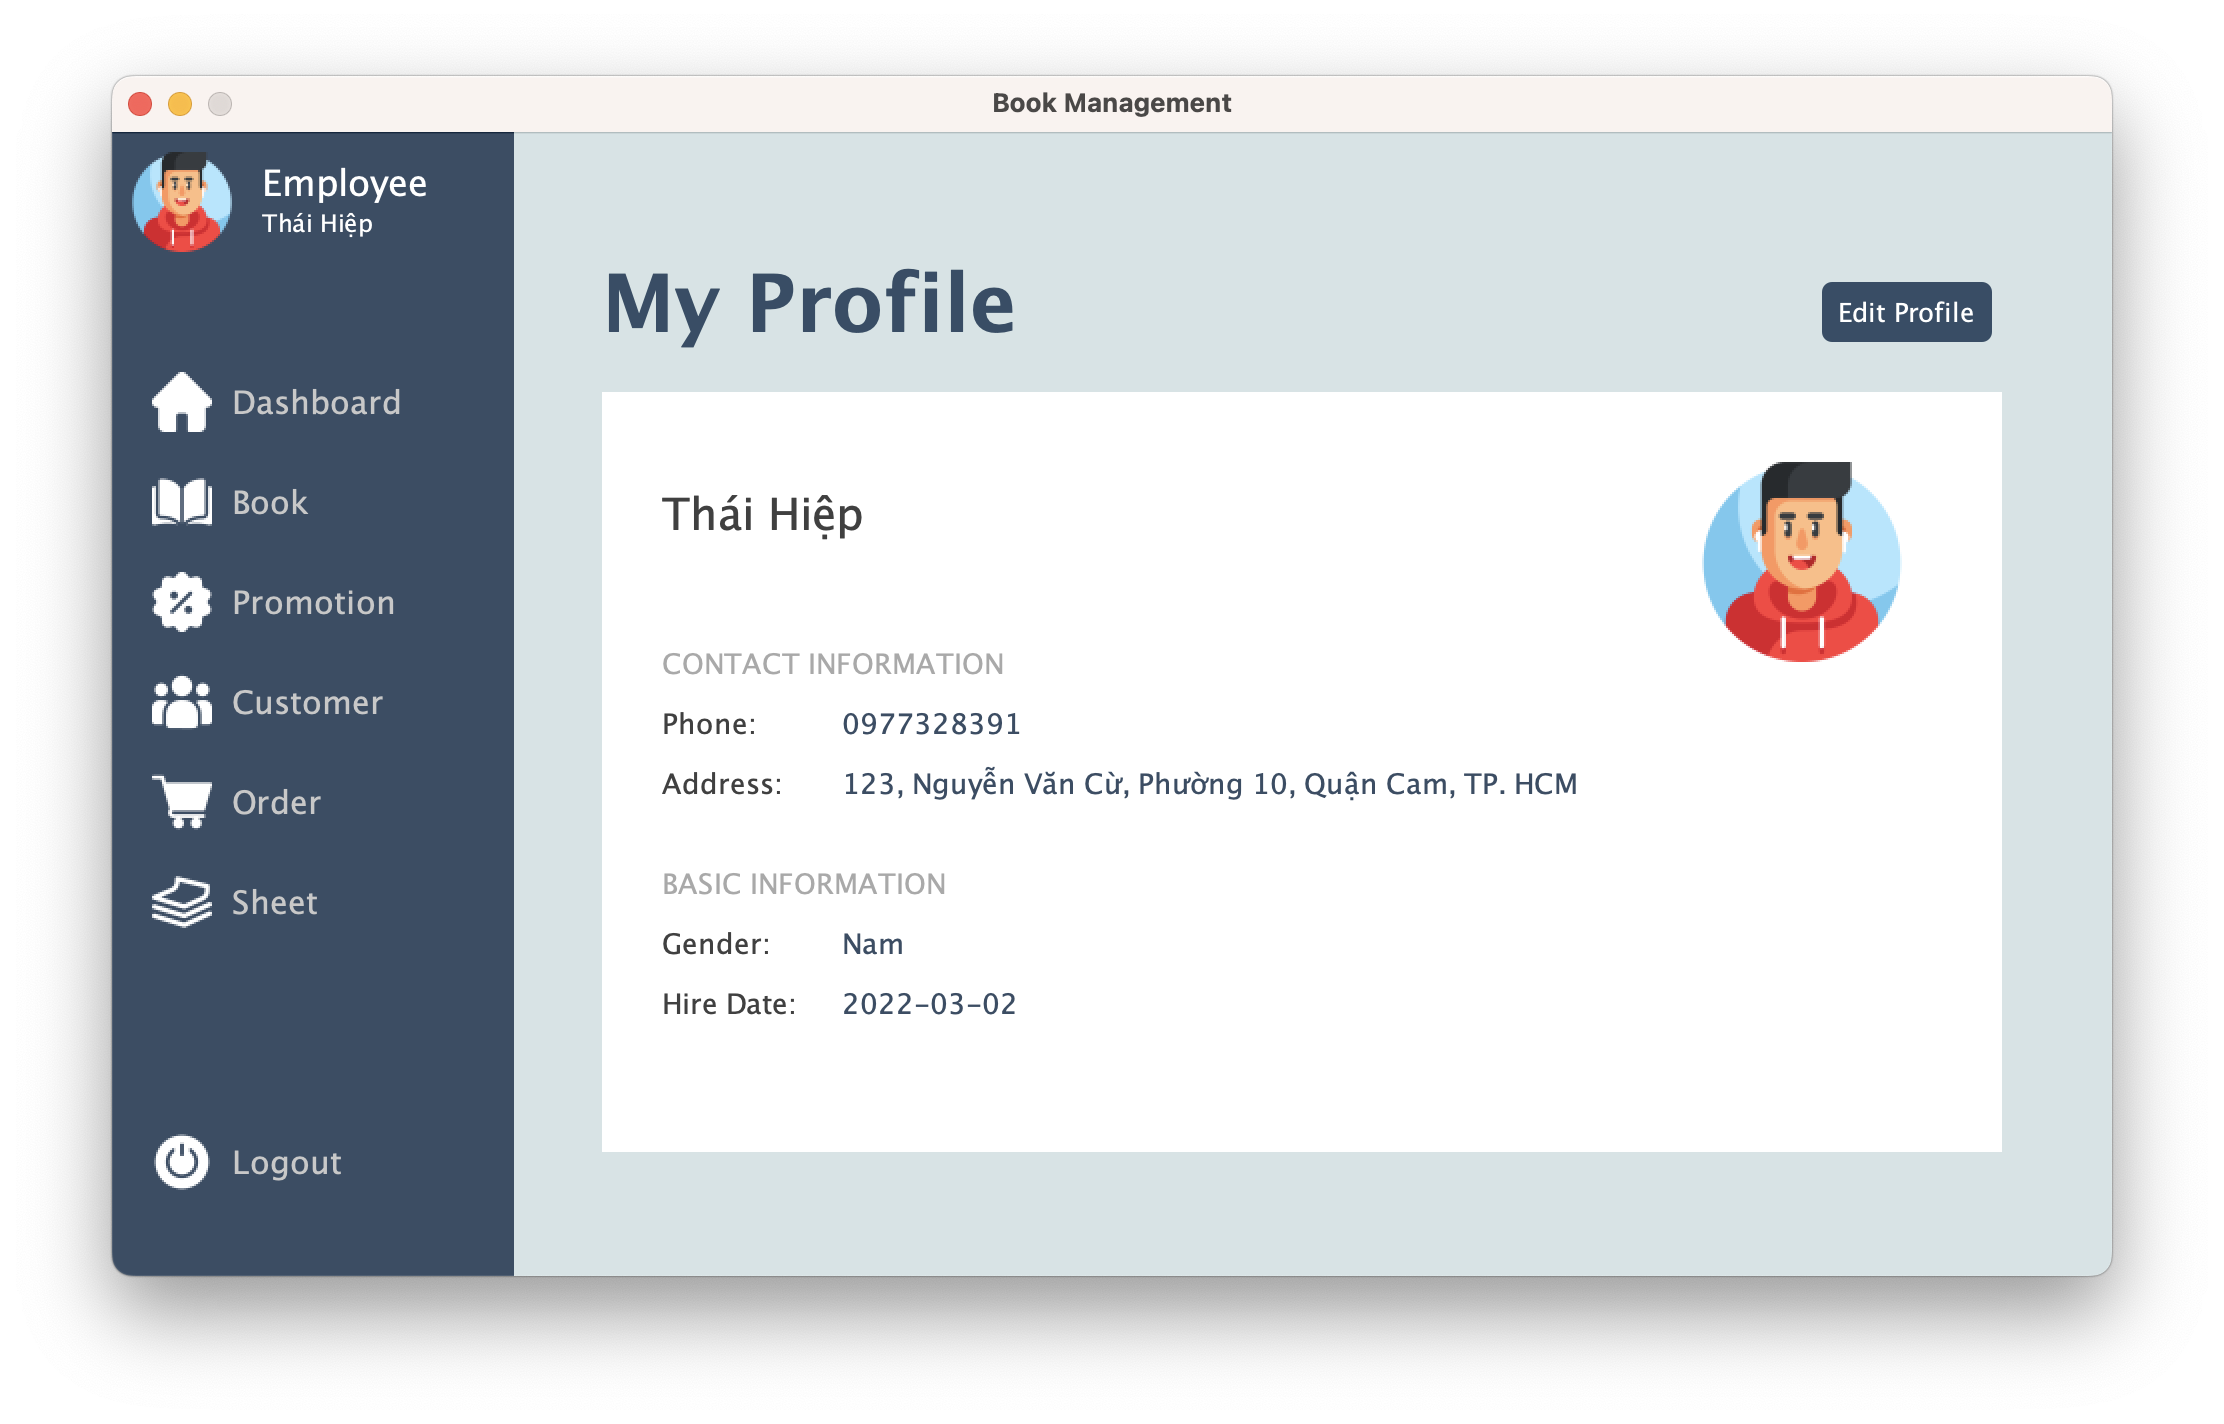 Book Management
Employee
Thái Hiệp
Dashboard
Book
Promotion
Customer
Order
Sheet
Logout
My Profile
Edit Profile
Thái Hiệp
CONTACT INFORMATION
Phone: 0977328391
Address: 123, Nguyễn Văn Cừ, Phường 10, Quận Cam, TP. HCM
BASIC INFORMATION
Gender: Nam
Hire Date: 2022-03-02